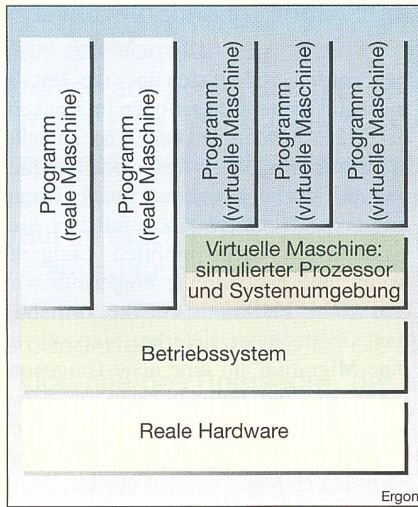 Programm
(reale Maschine)
Programm
(reale Maschine)
Programm
(virtuelle Maschine)
Programm
(virtuelle Maschine)
Programm
(virtuelle Maschine)
Virtuelle Maschine:
simulierter Prozessor
und Systemumgebung
Betriebssystem
Reale Hardware
Ergon